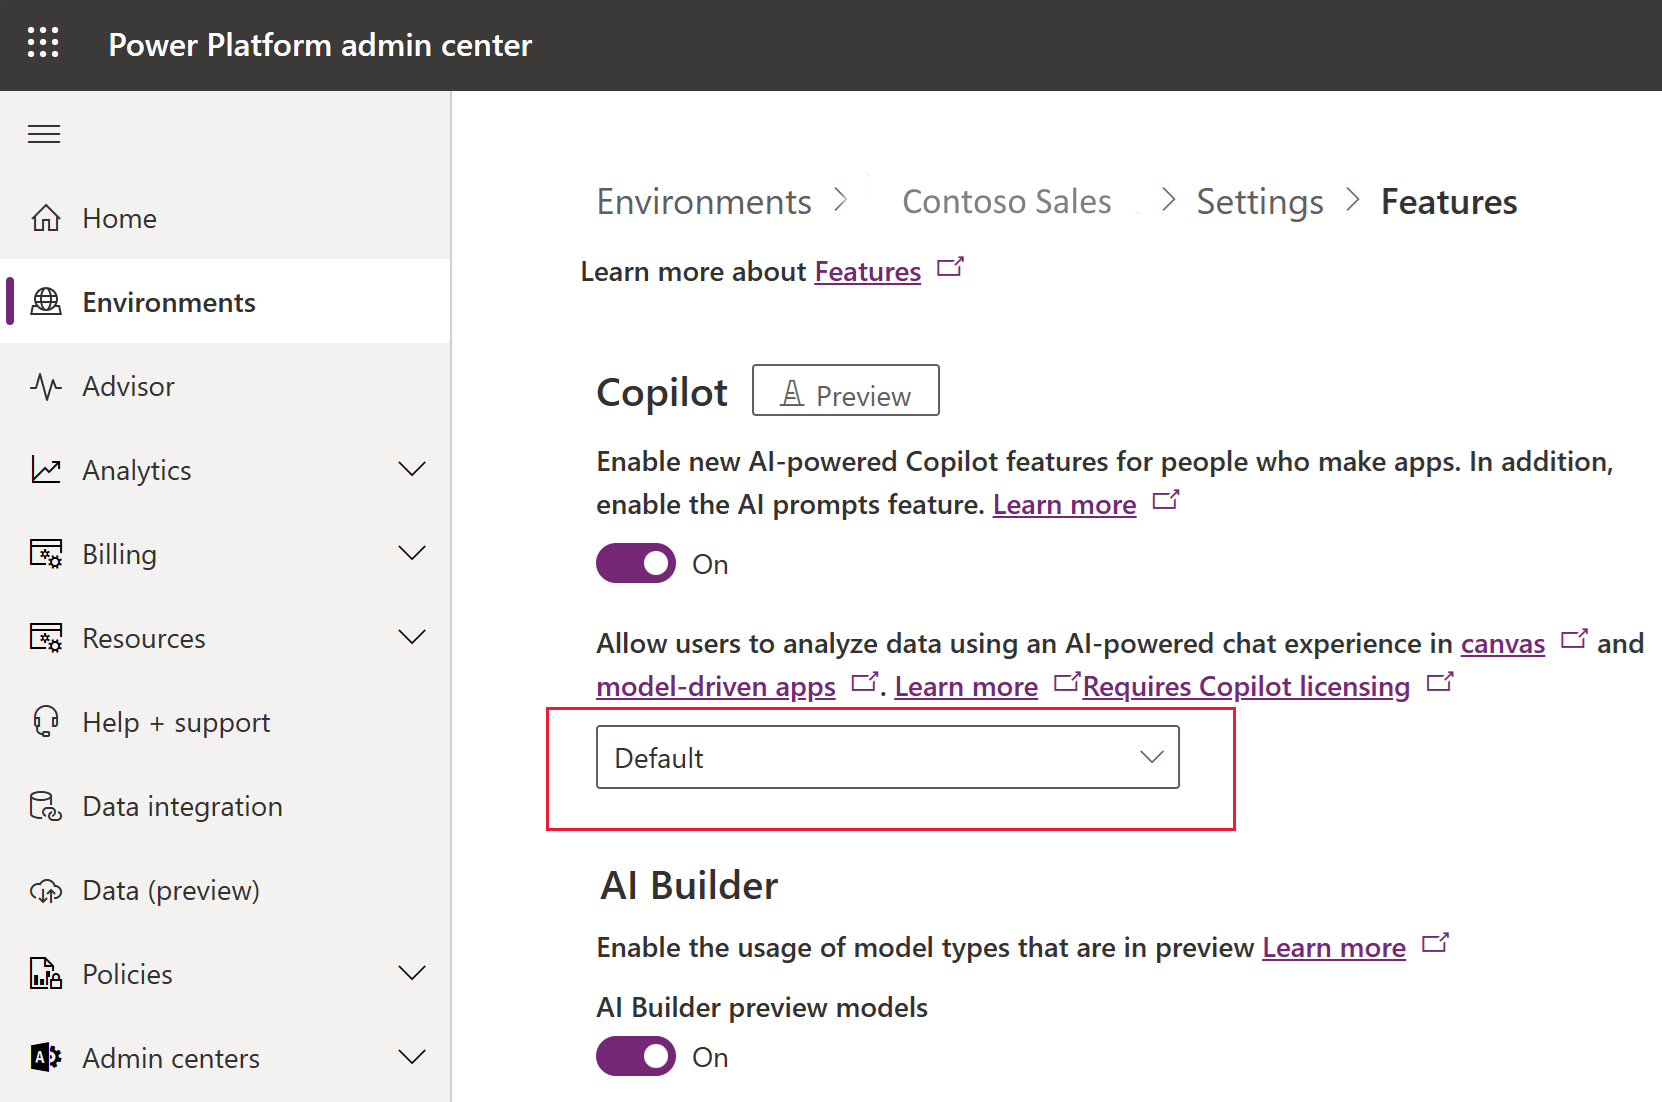 Power Platform admin center
Home
Environments
Advisor
Analytics
Billing
Resources
Help + support
Data integration
Data (preview)
Policies
Admin centers
Environments > Contoso Sales > Settings > Features
Learn more about Features
Copilot Preview
Enable new AI-powered Copilot features for people who make apps. In addition,
enable the AI prompts feature. Learn more
On
Allow users to analyze data using an AI-powered chat experience in canvas and
model-driven apps . Learn more Requires Copilot licensing
Default
AI Builder
Enable the usage of model types that are in preview Learn more
AI Builder preview models
On